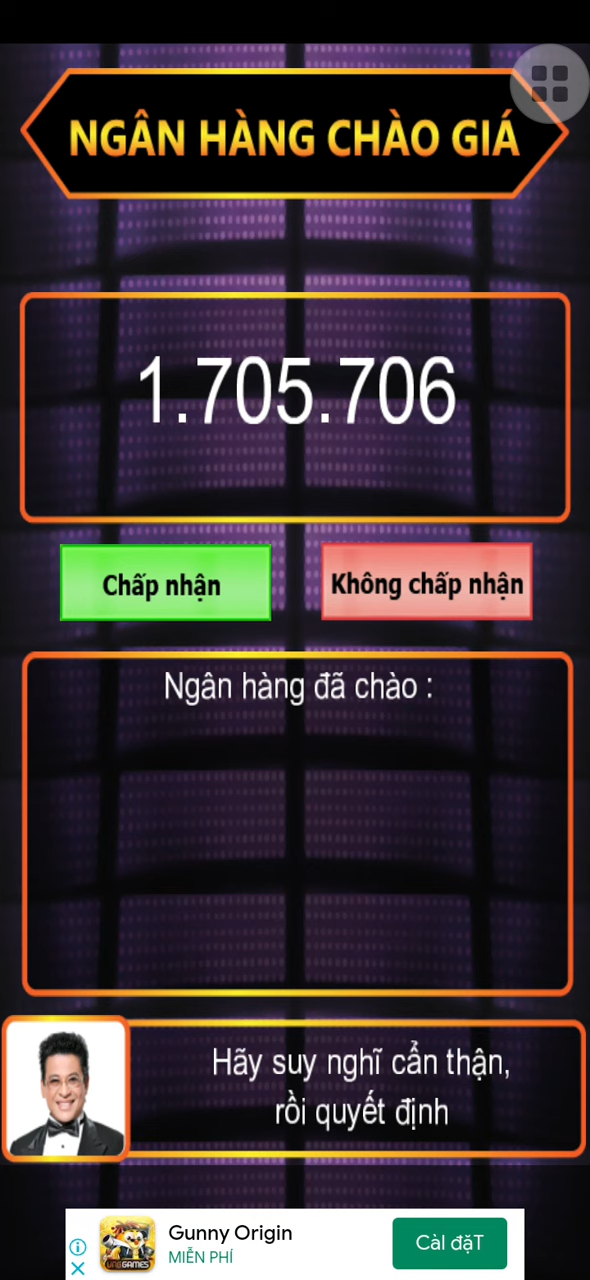 NGÂN HÀNG CHÀO GIÁ
1.705.706
Chấp nhận
Không chấp nhận
Ngân hàng đã chào :
Hãy suy nghĩ cẩn thận,
rồi quyết định
Gunny Origin
MIỄN PHÍ
Cài đặT